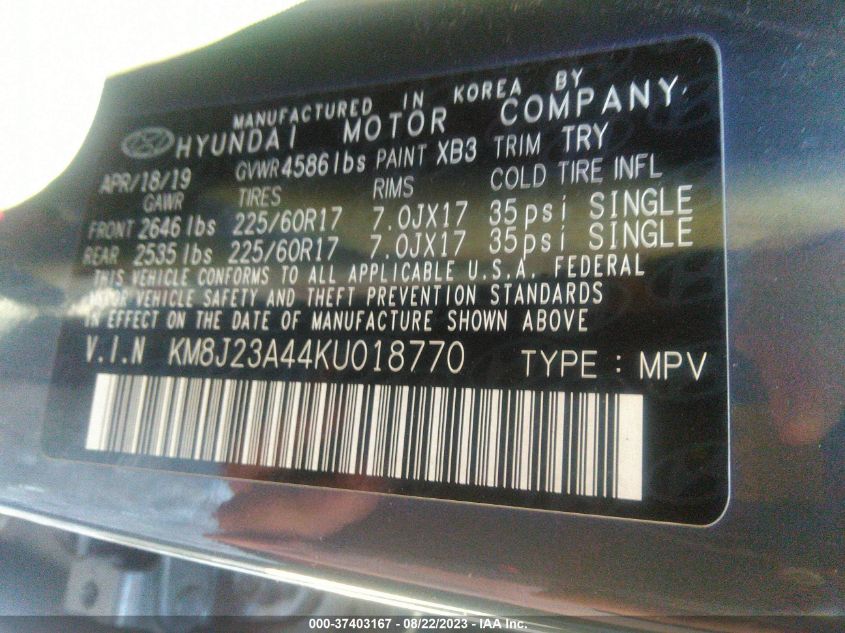 MANUFACTURED IN KOREA BY
HYUNDAI MOTOR COMPANY.
APR/18/19 GVWR 4586 lbs PAINT XB3 TRIM TRY
GAWR TIRES RIMS COLD TIRE INFL
FRONT 2646 lbs 225/60R17 7.0JX17 35psi SINGLE
REAR 2535 lbs 225/60R17 7.0JX17 35psi SINGLE
THIS VEHICLE CONFORMS TO ALL APPLICABLE U.S.A. FEDERAL
MOTOR VEHICLE SAFETY AND THEFT PREVENTION STANDARDS
IN EFFECT ON THE DATE OF MANUFACTURE SHOWN ABOVE
V.I.N KM8J23A44KU018770 TYPE : MPV
000-37403167 - 08/22/2023 - IAA Inc.